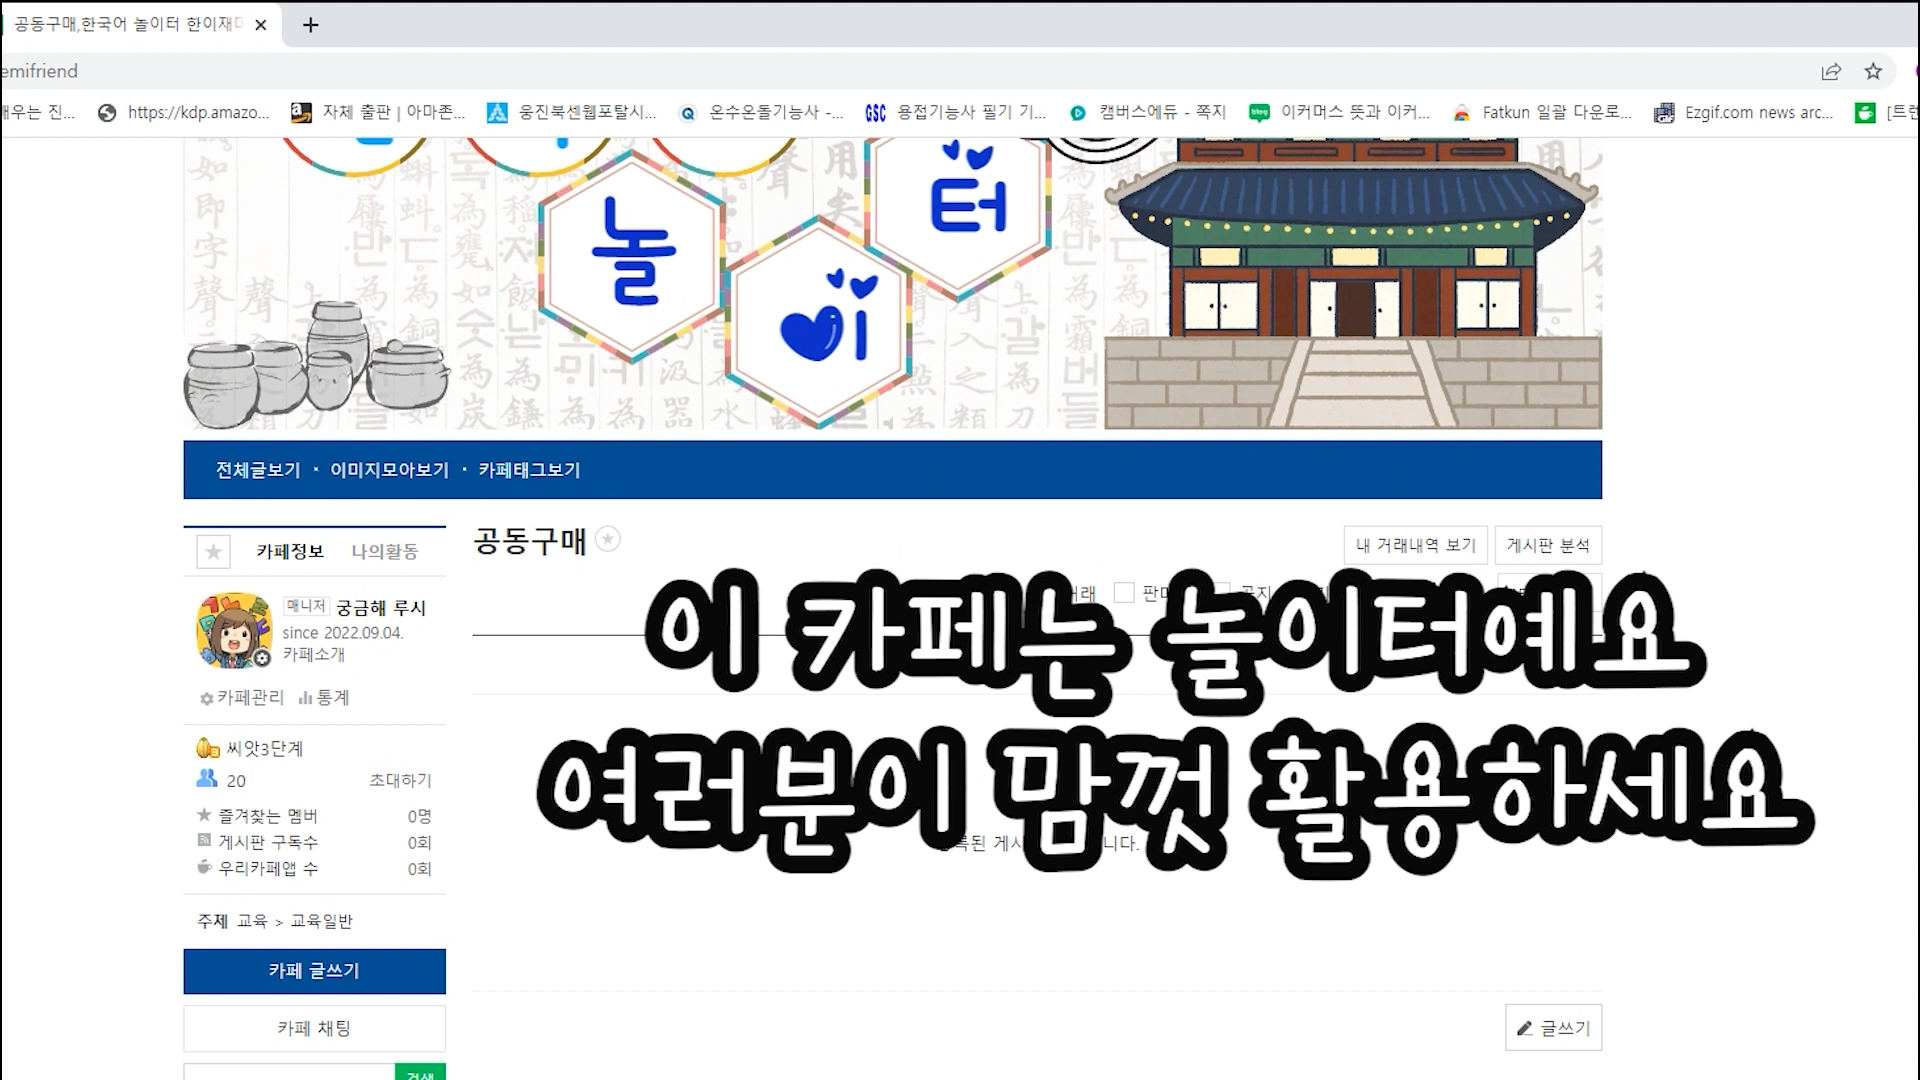 공동구매,한국어 놀이터 한이재미
emifriend
배우는 진... https://kdp.amazo... 자체 출판 | 아마존... 웅진북센웹포탈시... 온수온돌기능사 -... 용접기능사 필기 기... 캠버스에듀 - 쪽지 이커머스 뜻과 이커... Fatkun 일괄 다운로... Ezgif.com news arc... [트렌
놀
이
터
전체글보기 · 이미지모아보기 · 카페태그보기
카페정보 나의활동
매니저 궁금해 루시
since 2022.09.04.
카페소개
카페관리 통계
씨앗3단계
20 초대하기
즐겨찾는 멤버 0명
게시판 구독수 0회
우리카페앱 수 0회
주제 교육 > 교육일반
카페 글쓰기
카페 채팅
검색
공동구매
내 거래내역 보기 게시판 분석
이 카페는 놀이터예요
여러분이 맘껏 활용하세요
글쓰기